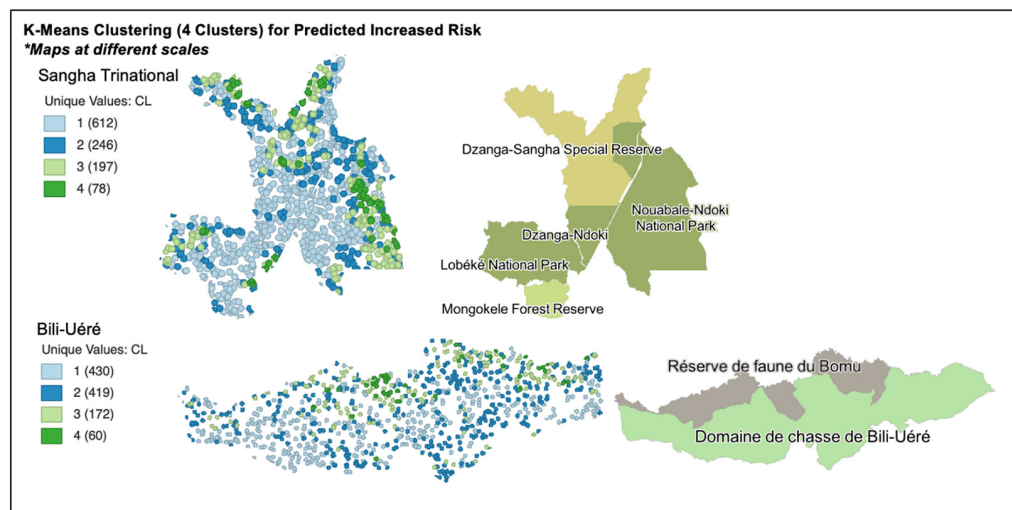 K-Means Clustering (4 Clusters) for Predicted Increased Risk
*Maps at different scales
Sangha Trinational
Unique Values: CL
1 (612)
2 (246)
3 (197)
4 (78)
Dzanga-Sangha Special Reserve
Nouabale-Ndoki
National Park
Dzanga-Ndoki
Lobéké National Park
Mongokele Forest Reserve
Bili-Uéré
Unique Values: CL
1 (430)
2 (419)
3 (172)
4 (60)
Réserve de faune du Bomu
Domaine de chasse de Bili-Uéré